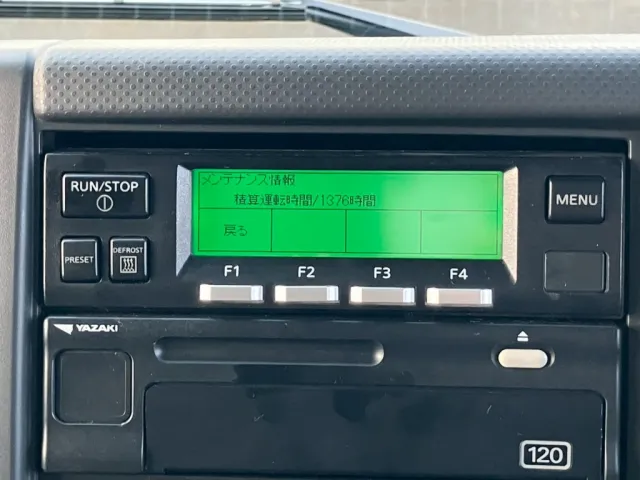 メンテナンス情報
積算運転時間/1376時間
戻る
RUN/STOP
MENU
PRESET
DEFROST
F1 F2 F3 F4
YAZAKI
120